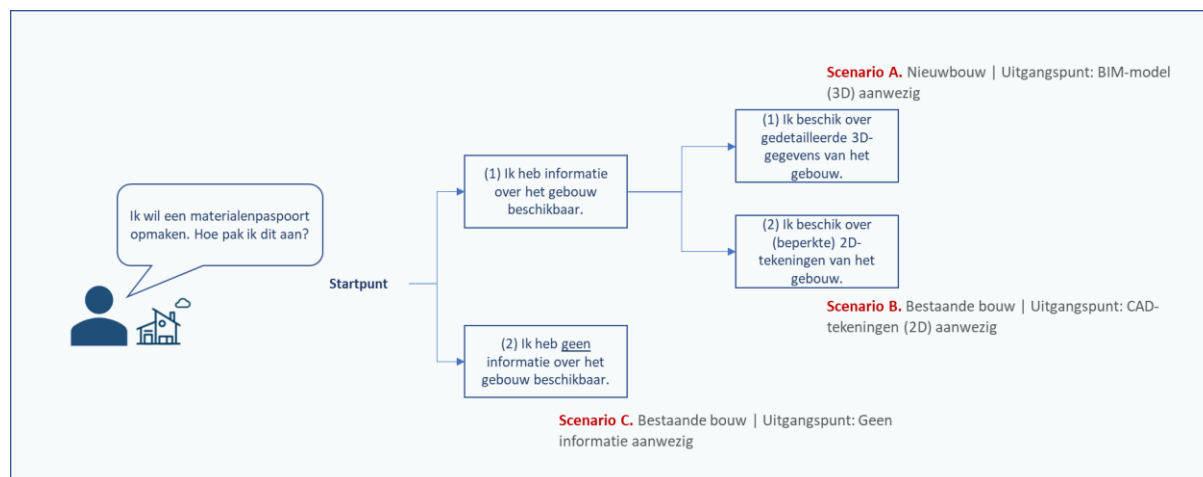 Scenario A. Nieuwbouw | Uitgangspunt: BIM-model
(3D) aanwezig
(1) Ik beschik over
gedetailleerde 3D-
gegevens van het
gebouw.
(1) Ik heb informatie
over het gebouw
beschikbaar.
Ik wil een materialenpaspoort
opmaken. Hoe pak ik dit aan?
(2) Ik beschik over
(beperkte) 2D-
tekeningen van het
gebouw.
Startpunt
Scenario B. Bestaande bouw | Uitgangspunt: CAD-
tekeningen (2D) aanwezig
(2) Ik heb geen
informatie over het
gebouw beschikbaar.
Scenario C. Bestaande bouw | Uitgangspunt: Geen
informatie aanwezig